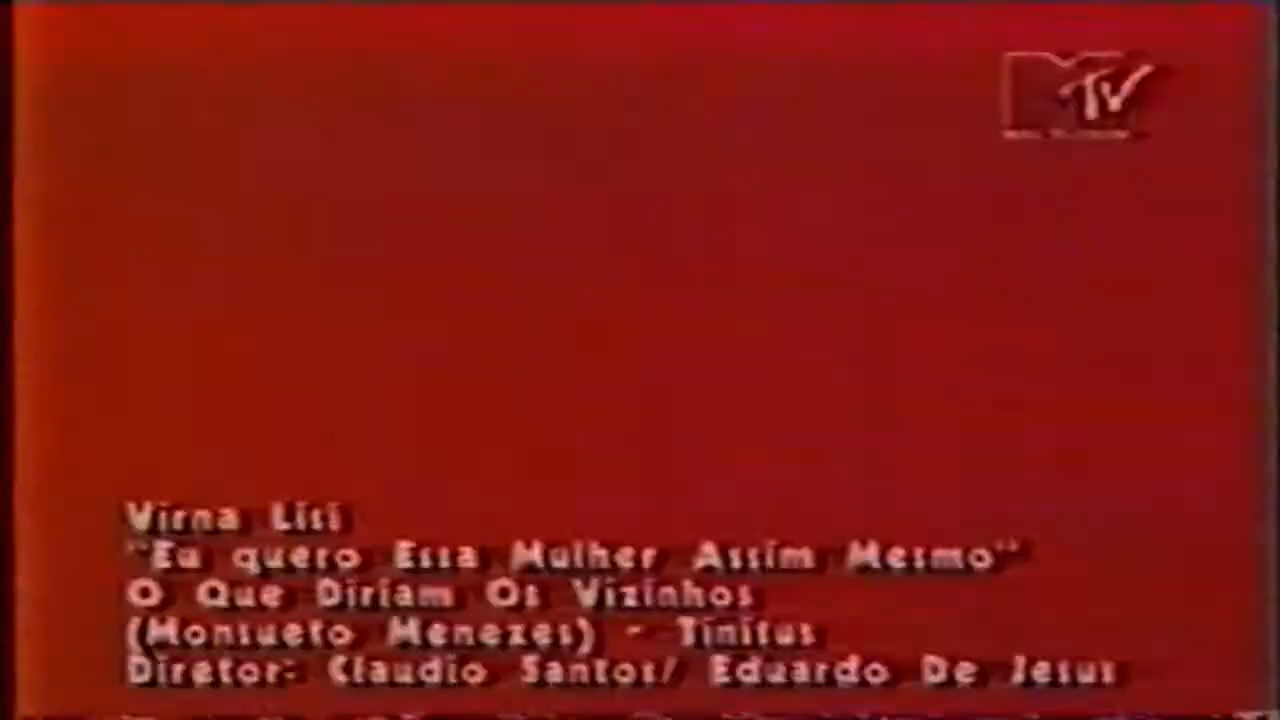 MTV
Virna Lisi
"Eu quero Essa Mulher Assim Mesmo"
O Que Diriam Os Vizinhos
(Monsueto Menezes) - Tinitus
Diretor: Claudio Santos/ Eduardo De Jesus